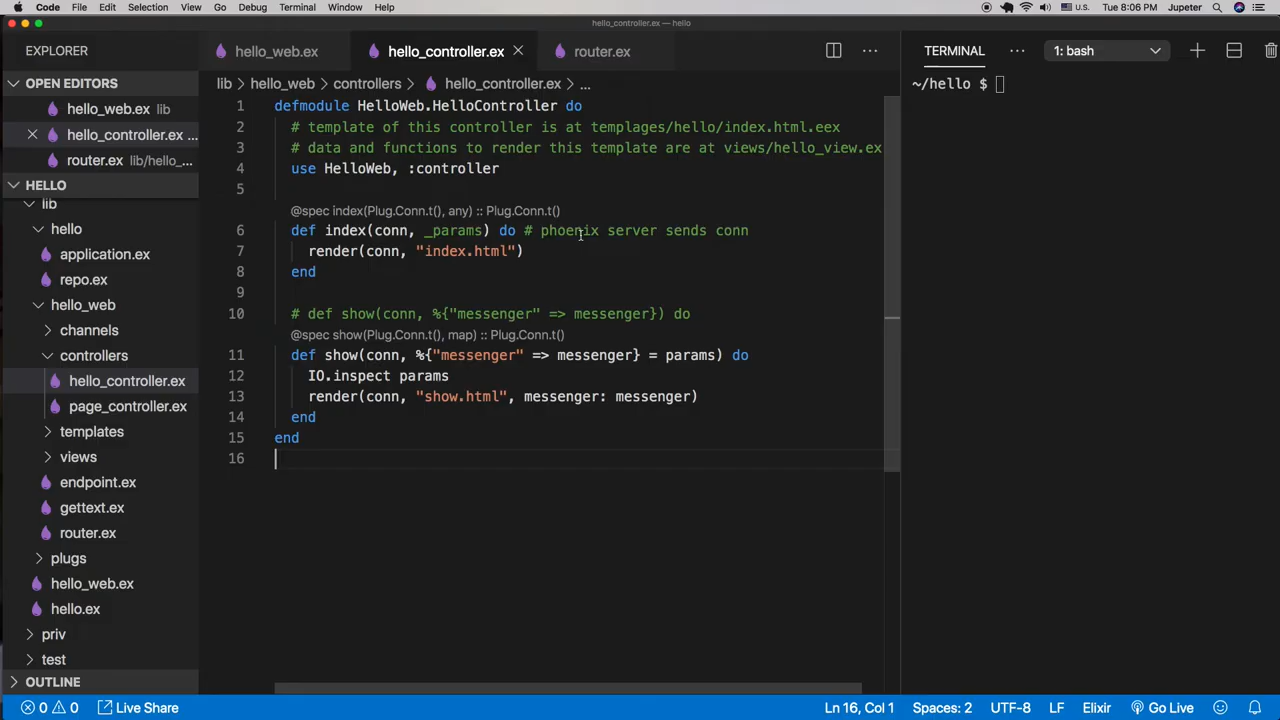 Code File Edit Selection View Go Debug Terminal Window Help U.S. Tue 8:06 PM Jupeter
hello_controller.ex — hello
EXPLORER
OPEN EDITORS
hello_web.ex lib
hello_controller.ex ...
router.ex lib/hello_...
HELLO
lib
hello
application.ex
repo.ex
hello_web
channels
controllers
hello_controller.ex
page_controller.ex
templates
views
endpoint.ex
gettext.ex
router.ex
plugs
hello_web.ex
hello.ex
priv
test
OUTLINE
hello_web.ex hello_controller.ex router.ex
lib > hello_web > controllers > hello_controller.ex > ...
1 defmodule HelloWeb.HelloController do
2 # template of this controller is at templages/hello/index.html.eex
3 # data and functions to render this template are at views/hello_view.ex
4 use HelloWeb, :controller
5
@spec index(Plug.Conn.t(), any) :: Plug.Conn.t()
6 def index(conn, _params) do # phoenix server sends conn
7 render(conn, "index.html")
8 end
9
10 # def show(conn, %{"messenger" => messenger}) do
@spec show(Plug.Conn.t(), map) :: Plug.Conn.t()
11 def show(conn, %{"messenger" => messenger} = params) do
12 IO.inspect params
13 render(conn, "show.html", messenger: messenger)
14 end
15 end
16
TERMINAL ... 1: bash
~/hello $
0 0 Live Share Ln 16, Col 1 Spaces: 2 UTF-8 LF Elixir Go Live